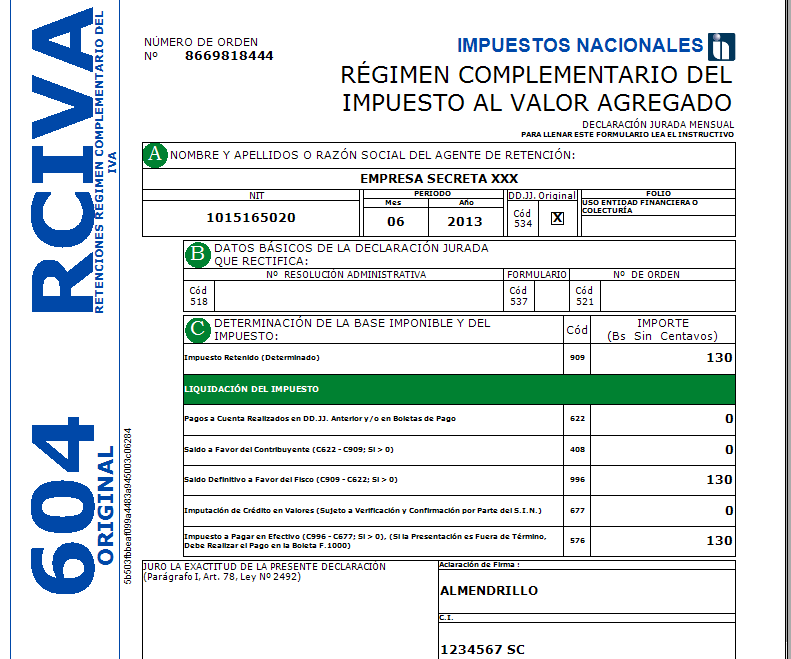 RCIVA
RETENCIONES RÉGIMEN COMPLEMENTARIO DEL
IVA
604
ORIGINAL
NÚMERO DE ORDEN
Nº 8669818444
IMPUESTOS NACIONALES
RÉGIMEN COMPLEMENTARIO DEL
IMPUESTO AL VALOR AGREGADO
DECLARACIÓN JURADA MENSUAL
PARA LLENAR ESTE FORMULARIO LEA EL INSTRUCTIVO
A NOMBRE Y APELLIDOS O RAZÓN SOCIAL DEL AGENTE DE RETENCIÓN:
EMPRESA SECRETA XXX
NIT PERIODO DD.JJ. Original FOLIO
Mes Año USO ENTIDAD FINANCIERA O
COLECTURÍA
1015165020 06 2013 Cód
534 X
B DATOS BÁSICOS DE LA DECLARACIÓN JURADA
QUE RECTIFICA:
Nº RESOLUCIÓN ADMINISTRATIVA FORMULARIO Nº DE ORDEN
Cód Cód Cód
518 537 521
C DETERMINACIÓN DE LA BASE IMPONIBLE Y DEL
IMPUESTO:
Cód IMPORTE
(Bs Sin Centavos)
Impuesto Retenido (Determinado) 909 130
LIQUIDACIÓN DEL IMPUESTO
Pagos a Cuenta Realizados en DD.JJ. Anterior y/o en Boletas de Pago 622 0
Saldo a Favor del Contribuyente (C622 - C909; Si > 0) 408 0
Saldo Definitivo a Favor del Fisco (C909 - C622; Si > 0) 996 130
Imputación de Crédito en Valores (Sujeto a Verificación y Confirmación por Parte del S.I.N.) 677 0
Impuesto a Pagar en Efectivo (C996 - C677; Si > 0), (Si la Presentación es Fuera de Término,
Debe Realizar el Pago en la Boleta F.1000) 576 130
JURO LA EXACTITUD DE LA PRESENTE DECLARACIÓN
(Parágrafo I, Art. 78, Ley Nº 2492)
Aclaración de Firma :
ALMENDRILLO
C.I.
1234567 SC